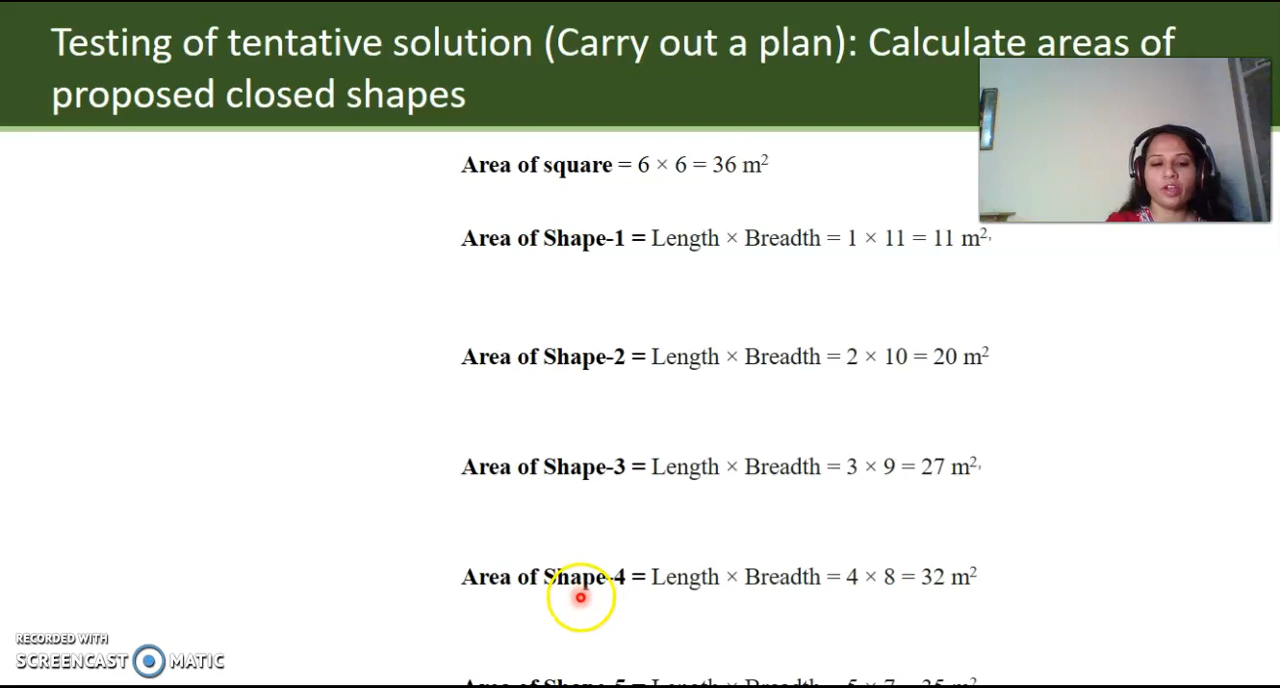 Testing of tentative solution (Carry out a plan): Calculate areas of
proposed closed shapes
Area of square = 6 × 6 = 36 m²
Area of Shape-1 = Length × Breadth = 1 × 11 = 11 m².
Area of Shape-2 = Length × Breadth = 2 × 10 = 20 m²
Area of Shape-3 = Length × Breadth = 3 × 9 = 27 m².
Area of Shape-4 = Length × Breadth = 4 × 8 = 32 m²
Area of Shape-5 = Length × Breadth = 5 × 7 = 35 m²
RECORDED WITH
SCREENCAST MATIC